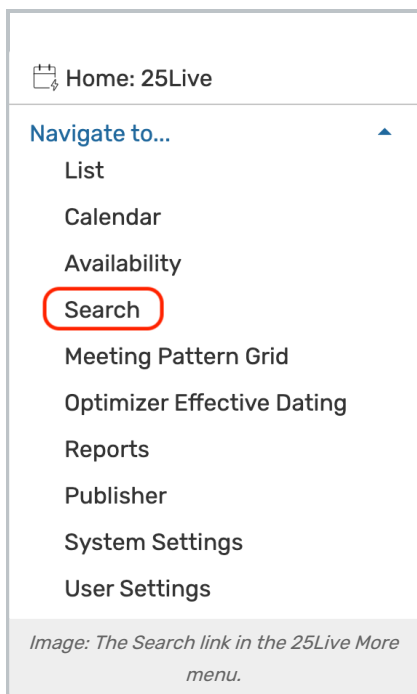 Home: 25Live
Navigate to...
List
Calendar
Availability
Search
Meeting Pattern Grid
Optimizer Effective Dating
Reports
Publisher
System Settings
User Settings
Image: The Search link in the 25Live More
menu.